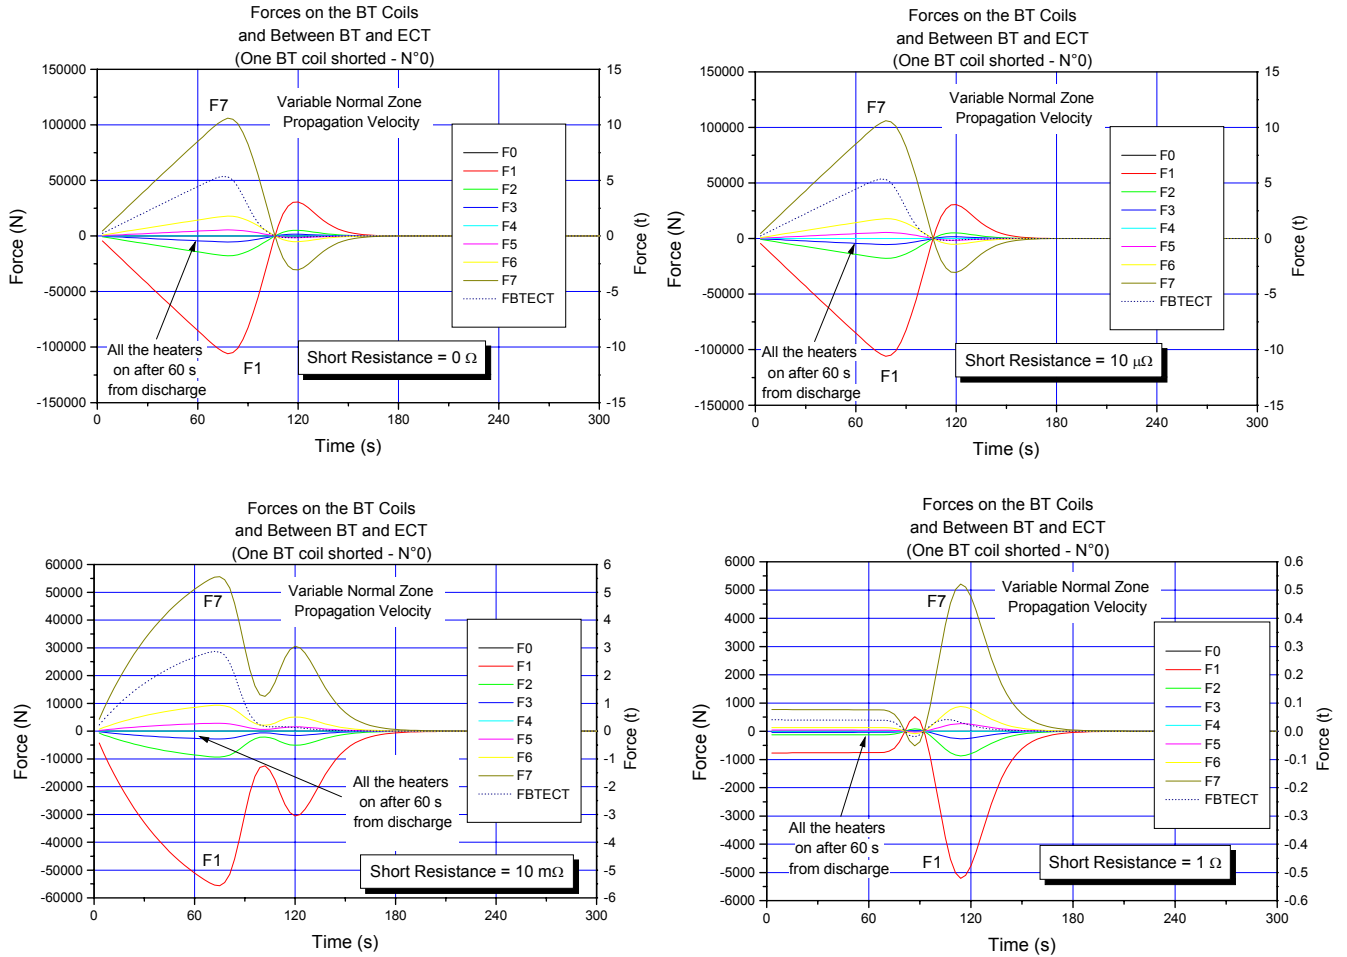 Forces on the BT Coils
and Between BT and ECT
(One BT coil shorted - N°0)
150000
100000
50000
0
-50000
-100000
-150000
15
10
5
0
-5
-10
-15
Force (N)
Force (t)
F7
Variable Normal Zone
Propagation Velocity
F0
F1
F2
F3
F4
F5
F6
F7
FBTECT
All the heaters
on after 60 s
from discharge
F1
Short Resistance = 0 Ω
0 60 120 180 240 300
Time (s)
Forces on the BT Coils
and Between BT and ECT
(One BT coil shorted - N°0)
150000
100000
50000
0
-50000
-100000
-150000
15
10
5
0
-5
-10
-15
Force (N)
Force (t)
F7
Variable Normal Zone
Propagation Velocity
F0
F1
F2
F3
F4
F5
F6
F7
FBTECT
All the heaters
on after 60 s
from discharge
F1
Short Resistance = 10 μΩ
0 60 120 180 240 300
Time (s)
Forces on the BT Coils
and Between BT and ECT
(One BT coil shorted - N°0)
60000
50000
40000
30000
20000
10000
0
-10000
-20000
-30000
-40000
-50000
-60000
6
5
4
3
2
1
0
-1
-2
-3
-4
-5
-6
Force (N)
Force (t)
F7
Variable Normal Zone
Propagation Velocity
F0
F1
F2
F3
F4
F5
F6
F7
FBTECT
All the heaters
on after 60 s
from discharge
F1
Short Resistance = 10 mΩ
0 60 120 180 240 300
Time (s)
Forces on the BT Coils
and Between BT and ECT
(One BT coil shorted - N°0)
6000
5000
4000
3000
2000
1000
0
-1000
-2000
-3000
-4000
-5000
-6000
0.6
0.5
0.4
0.3
0.2
0.1
0.0
-0.1
-0.2
-0.3
-0.4
-0.5
-0.6
Force (N)
Force (t)
F7
Variable Normal Zone
Propagation Velocity
F0
F1
F2
F3
F4
F5
F6
F7
FBTECT
All the heaters
on after 60 s
from discharge
F1
Short Resistance = 1 Ω
0 60 120 180 240 300
Time (s)